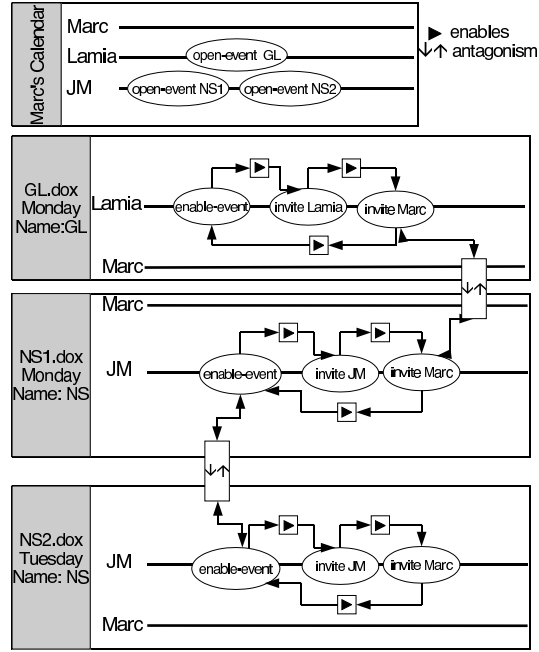 Marc's Calendar
Marc
Lamia
JM
open-event GL
open-event NS1
open-event NS2
enables
antagonism
GL.dox
Monday
Name:GL
Lamia
enable-event
invite Lamia
invite Marc
Marc
NS1.dox
Monday
Name: NS
Marc
JM
enable-event
invite JM
invite Marc
NS2.dox
Tuesday
Name: NS
JM
enable-event
invite JM
invite Marc
Marc